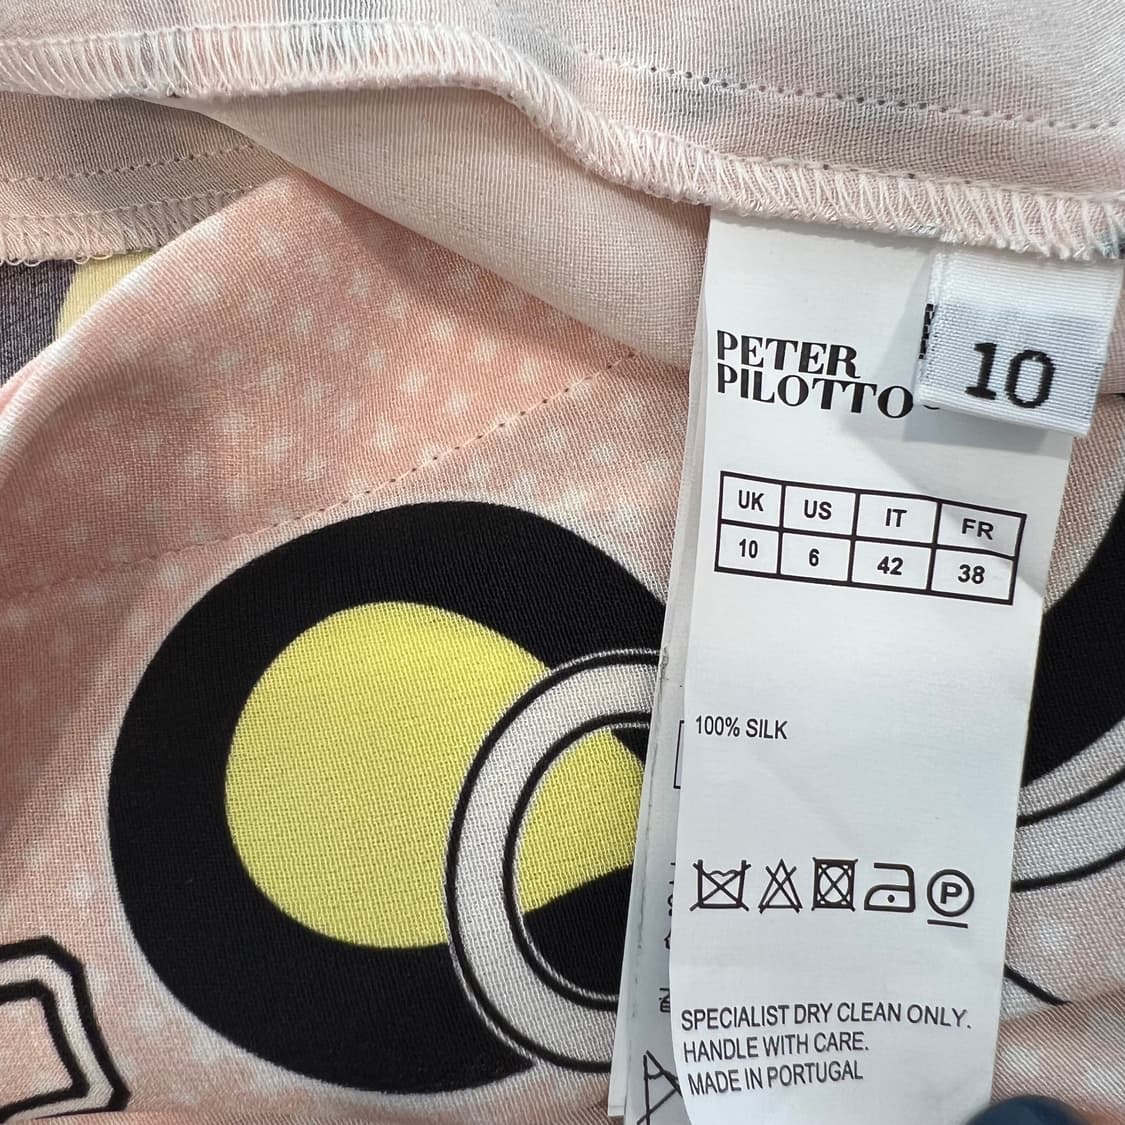 PETER
PILOTTO
10
UK US IT FR
10 6 42 38
100% SILK
P
SPECIALIST DRY CLEAN ONLY.
HANDLE WITH CARE.
MADE IN PORTUGAL